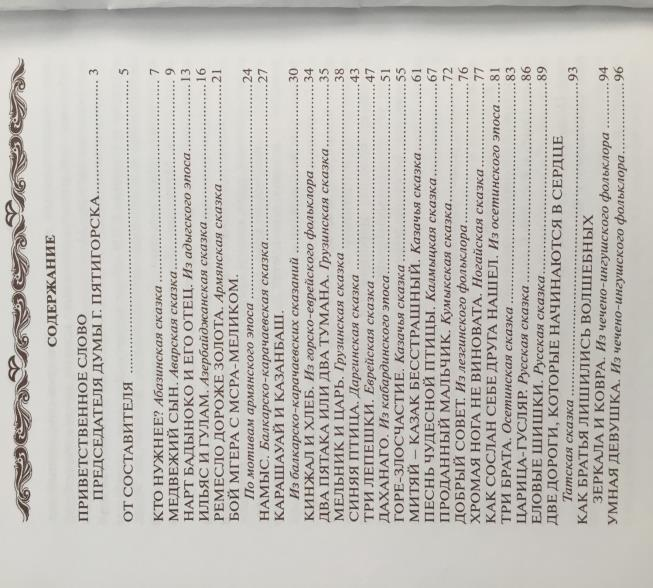 СОДЕРЖАНИЕ
ПРИВЕТСТВЕННОЕ СЛОВО
ПРЕДСЕДАТЕЛЯ ДУМЫ Г. ПЯТИГОРСКА 3
ОТ СОСТАВИТЕЛЯ 5
КТО НУЖНЕЕ? Абазинская сказка 7
МЕДВЕЖИЙ СЫН. Аварская сказка 9
НАРТ БАДЫНОКО И ЕГО ОТЕЦ. Из адыгского эпоса 13
ИЛЬЯС И ГУЛАМ. Азербайджанская сказка 16
РЕМЕСЛО ДОРОЖЕ ЗОЛОТА. Армянская сказка 21
БОЙ МГЕРА С МСРА-МЕЛИКОМ.
По мотивам армянского эпоса 24
НАМЫС. Балкарско-карачаевская сказка 27
КАРАШАУАЙ И КАЗАНБАШ.
Из балкарско-карачаевских сказаний 30
КИНЖАЛ И ХЛЕБ. Из горско-еврейского фольклора 34
ДВА ПЯТАКА ИЛИ ДВА ТУМАНА. Грузинская сказка 35
МЕЛЬНИК И ЦАРЬ. Грузинская сказка 38
СИНЯЯ ПТИЦА. Даргинская сказка 43
ТРИ ЛЕПЕШКИ. Еврейская сказка 47
ДАХАНАГО. Из кабардинского эпоса 51
ГОРЕ-ЗЛОСЧАСТИЕ. Казачья сказка 55
МИТЯЙ – КАЗАК БЕССТРАШНЫЙ. Казачья сказка 61
ПЕСНЬ ЧУДЕСНОЙ ПТИЦЫ. Калмыцкая сказка 67
ПРОДАННЫЙ МАЛЬЧИК. Кумыкская сказка 72
ДОБРЫЙ СОВЕТ. Из лезгинского фольклора 76
ХРОМАЯ НОГА НЕ ВИНОВАТА. Ногайская сказка 77
КАК СОСЛАН СЕБЕ ДРУГА НАШЕЛ. Из осетинского эпоса 81
ТРИ БРАТА. Осетинская сказка 83
ЦАРИЦА-ГУСЛЯР. Русская сказка 86
ЕЛОВЫЕ ШИШКИ. Русская сказка 89
ДВЕ ДОРОГИ, КОТОРЫЕ НАЧИНАЮТСЯ В СЕРДЦЕ
Татская сказка 93
КАК БРАТЬЯ ЛИШИЛИСЬ ВОЛШЕБНЫХ
ЗЕРКАЛА И КОВРА. Из чечено-ингушского фольклора 94
УМНАЯ ДЕВУШКА. Из чечено-ингушского фольклора 96